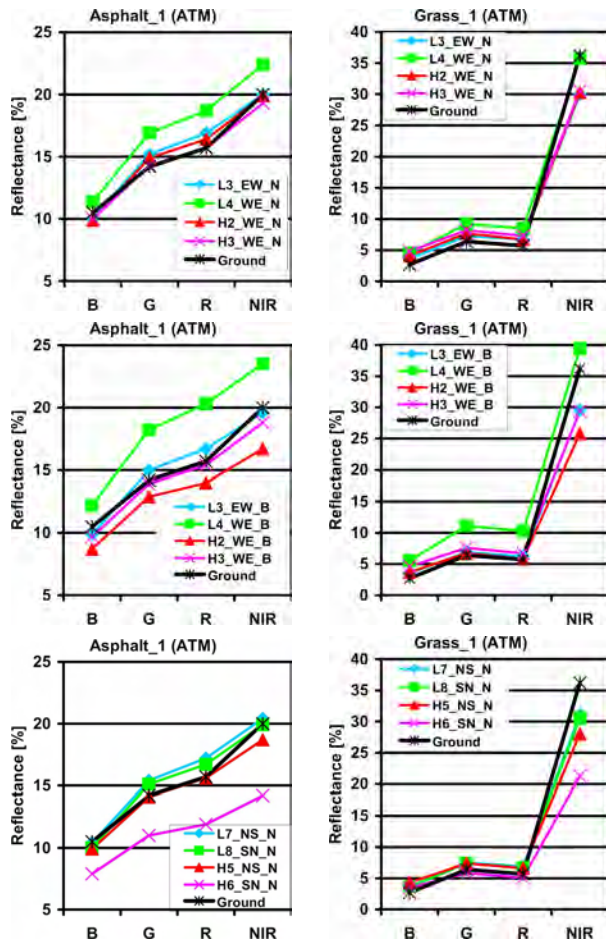 Asphalt_1 (ATM)
Reflectance [%]
25
20
15
10
5
L3_EW_N
L4_WE_N
H2_WE_N
H3_WE_N
Ground
B G R NIR
Grass_1 (ATM)
Reflectance [%]
40
35
30
25
20
15
10
5
0
L3_EW_N
L4_WE_N
H2_WE_N
H3_WE_N
Ground
B G R NIR
Asphalt_1 (ATM)
Reflectance [%]
25
20
15
10
5
L3_EW_B
L4_WE_B
H2_WE_B
H3_WE_B
Ground
B G R NIR
Grass_1 (ATM)
Reflectance [%]
40
35
30
25
20
15
10
5
0
L3_EW_B
L4_WE_B
H2_WE_B
H3_WE_B
Ground
B G R NIR
Asphalt_1 (ATM)
Reflectance [%]
25
20
15
10
5
L7_NS_N
L8_SN_N
H5_NS_N
H6_SN_N
Ground
B G R NIR
Grass_1 (ATM)
Reflectance [%]
40
35
30
25
20
15
10
5
0
L7_NS_N
L8_SN_N
H5_NS_N
H6_SN_N
Ground
B G R NIR